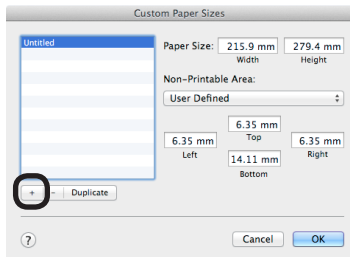 Custom Paper Sizes
Untitled
Paper Size: 215.9 mm 279.4 mm
Width Height
Non-Printable Area:
User Defined
6.35 mm
Top
6.35 mm 6.35 mm
Left Right
14.11 mm
Bottom
+ - Duplicate
? Cancel OK